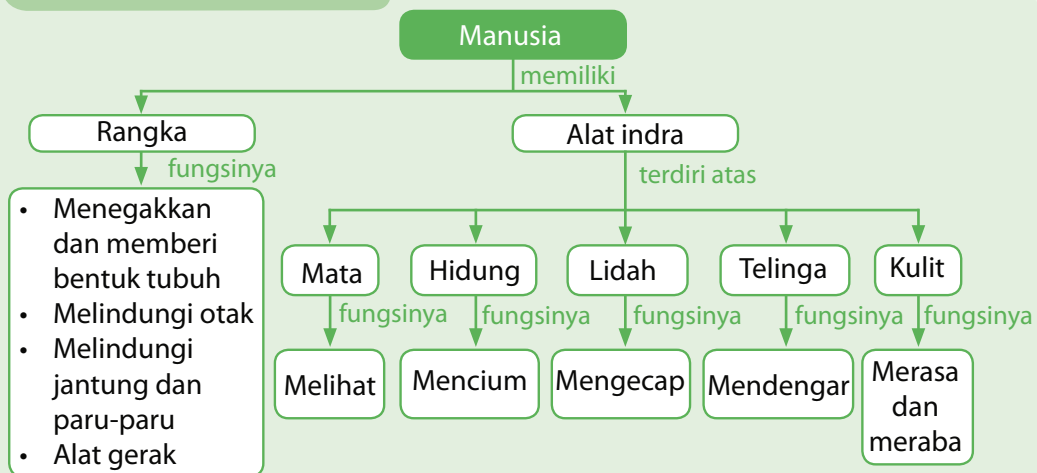 Manusia
memiliki
Rangka
Alat indra
fungsinya
terdiri atas
• Menegakkan
dan memberi
bentuk tubuh
• Melindungi otak
• Melindungi
jantung dan
paru-paru
• Alat gerak
Mata
Hidung
Lidah
Telinga
Kulit
fungsinya
fungsinya
fungsinya
fungsinya
fungsinya
Melihat
Mencium
Mengecap
Mendengar
Merasa
dan
meraba